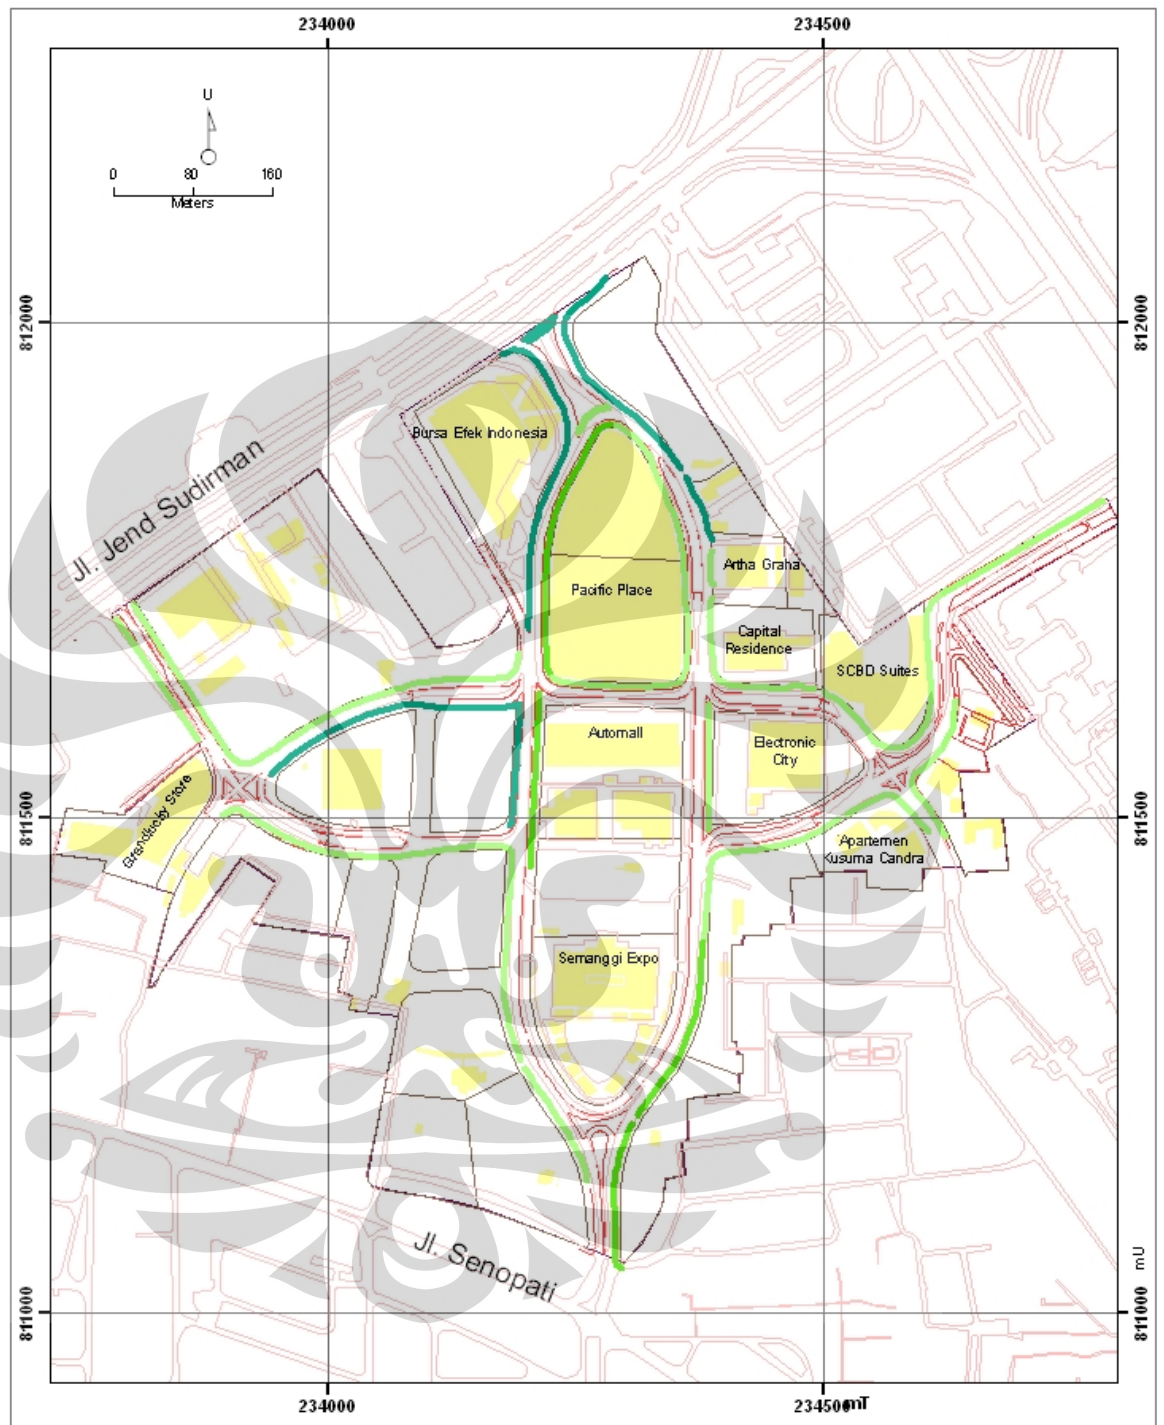 234000
234500
U
0
80
160
Meters
812000
812000
Bursa Efek Indonesia
Jl. Jend Sudirman
Artha Graha
Pacific Place
Capital
Residence
SCBD Suites
Automall
Electronic
City
Grandlucky Store
811500
811500
Apartemen
Kusuma Candra
Semanggi Expo
Jl. Senopati
mU
811000
811000
234000
234500
mT